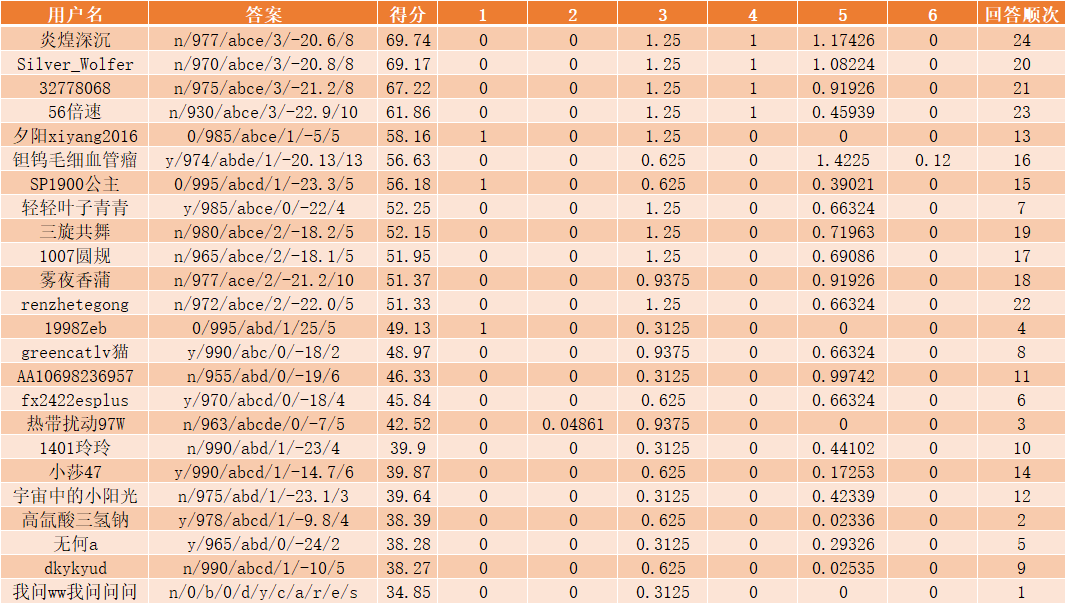 用户名 答案 得分 1 2 3 4 5 6 回答顺次
炎煌深沉 n/977/abce/3/-20.6/8 69.74 0 0 1.25 1 1.17426 0 24
Silver_Wolfer n/970/abce/3/-20.8/8 69.17 0 0 1.25 1 1.08224 0 20
32778068 n/975/abce/3/-21.2/8 67.22 0 0 1.25 1 0.91926 0 21
56倍速 n/930/abce/3/-22.9/10 61.86 0 0 1.25 1 0.45939 0 23
夕阳xiyang2016 0/985/abce/1/-5/5 58.16 1 0 1.25 0 0 0 13
钽钨毛细血管瘤 y/974/abde/1/-20.13/13 56.63 0 0 0.625 0 1.4225 0.12 16
SP1900公主 0/995/abcd/1/-23.3/5 56.18 1 0 0.625 0 0.39021 0 15
轻轻叶子青青 y/985/abce/0/-22/4 52.25 0 0 1.25 0 0.66324 0 7
三旋共舞 n/980/abce/2/-18.2/5 52.15 0 0 1.25 0 0.71963 0 19
1007圆规 n/965/abce/2/-18.1/5 51.95 0 0 1.25 0 0.69086 0 17
雾夜香蒲 n/977/ace/2/-21.2/10 51.37 0 0 0.9375 0 0.91926 0 18
renzhetegong n/972/abce/2/-22.0/5 51.33 0 0 1.25 0 0.66324 0 22
1998Zeb 0/995/abd/1/25/5 49.13 1 0 0.3125 0 0 0 4
greencatlv猫 y/990/abc/0/-18/2 48.97 0 0 0.9375 0 0.66324 0 8
AA10698236957 n/955/abd/0/-19/6 46.33 0 0 0.3125 0 0.99742 0 11
fx2422esplus y/970/abcd/0/-18/4 45.84 0 0 0.625 0 0.66324 0 6
热带扰动97W n/963/abcde/0/-7/5 42.52 0 0.04861 0.9375 0 0 0 3
1401玲玲 n/990/abd/1/-23/4 39.9 0 0 0.3125 0 0.44102 0 10
小莎47 y/990/abcd/1/-14.7/6 39.87 0 0 0.625 0 0.17253 0 14
宇宙中的小阳光 n/975/abd/1/-23.1/3 39.64 0 0 0.3125 0 0.42339 0 12
高氙酸三氢钠 y/978/abcd/1/-9.8/4 38.39 0 0 0.625 0 0.02336 0 2
无何a y/965/abd/0/-24/2 38.28 0 0 0.3125 0 0.29326 0 5
dkykyud n/990/abcd/1/-10/5 38.27 0 0 0.625 0 0.02535 0 9
我问ww我问问问 n/0/b/0/d/y/c/a/r/e/s 34.85 0 0 0.3125 0 0 0 1